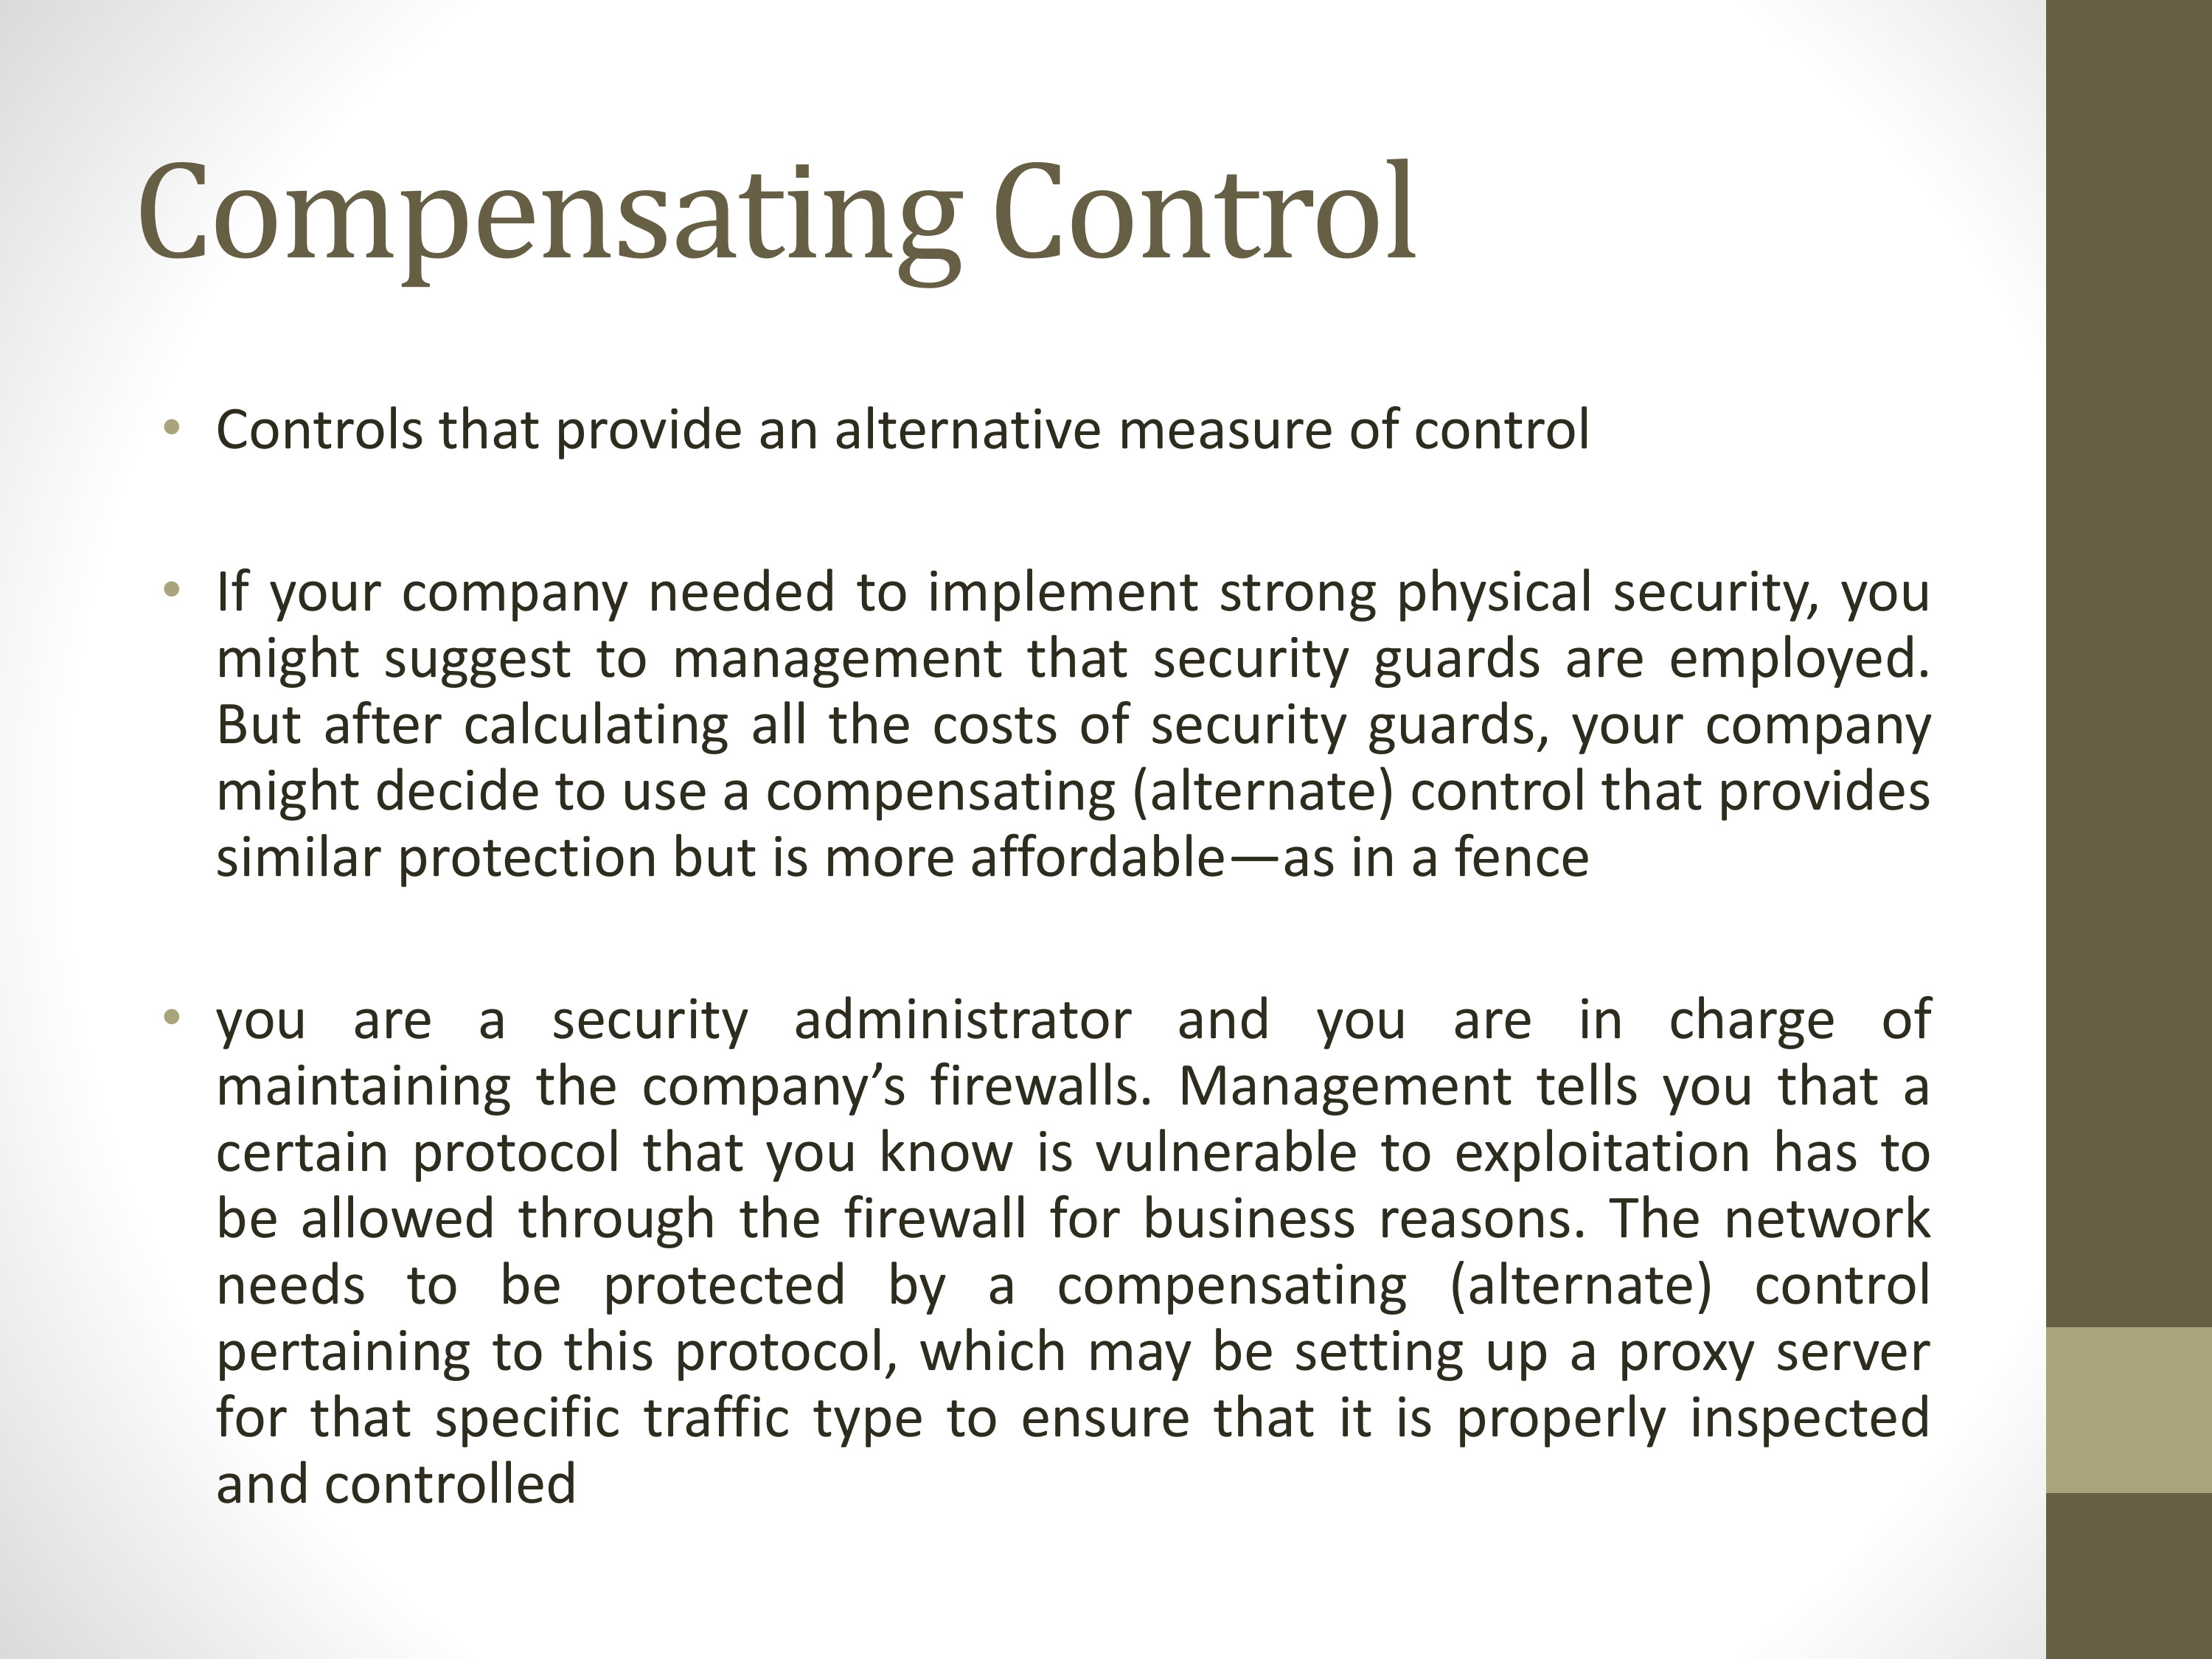 Compensating Control
• Controls that provide an alternative measure of control
• If your company needed to implement strong physical security, you
might suggest to management that security guards are employed.
But after calculating all the costs of security guards, your company
might decide to use a compensating (alternate) control that provides
similar protection but is more affordable—as in a fence
• you are a security administrator and you are in charge of
maintaining the company’s firewalls. Management tells you that a
certain protocol that you know is vulnerable to exploitation has to
be allowed through the firewall for business reasons. The network
needs to be protected by a compensating (alternate) control
pertaining to this protocol, which may be setting up a proxy server
for that specific traffic type to ensure that it is properly inspected
and controlled